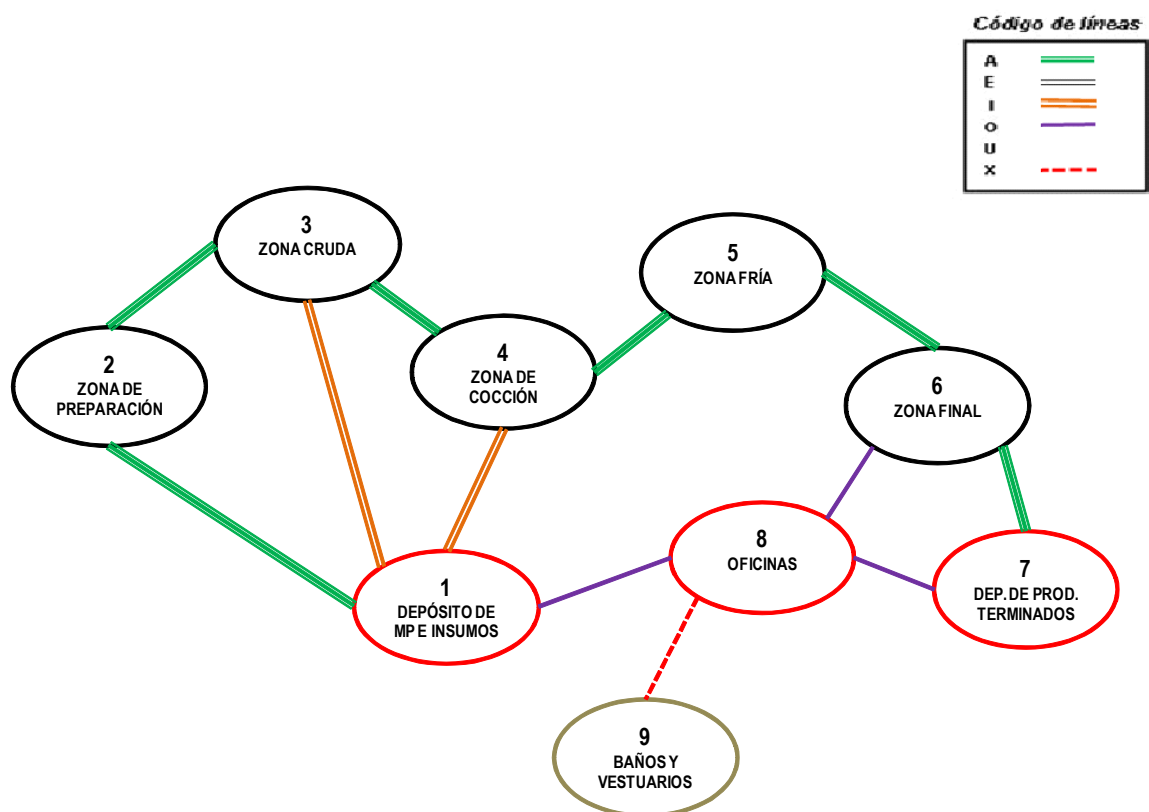 Código de líneas
A
E
I
O
U
X
3
ZONA CRUDA
5
ZONA FRÍA
2
ZONA DE
PREPARACIÓN
4
ZONA DE
COCCIÓN
6
ZONA FINAL
8
OFICINAS
1
DEPÓSITO DE
MP E INSUMOS
7
DEP. DE PROD.
TERMINADOS
9
BAÑOS Y
VESTUARIOS